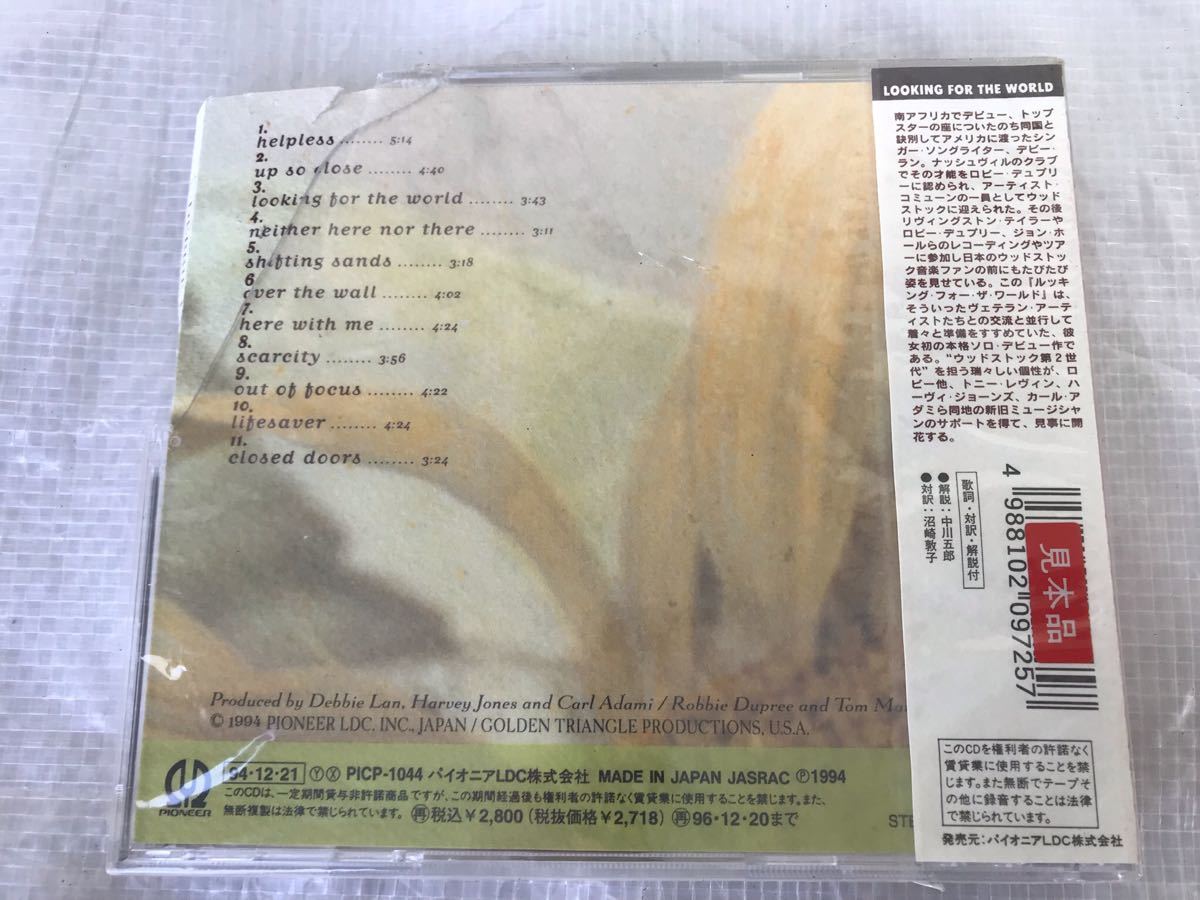 1.
helpless ........ 5:14
2.
up so close ........ 4:40
3.
looking for the world ........ 3:43
4.
neither here nor there ........ 3:11
5.
shifting sands ........ 3:18
6
over the wall ........ 4:02
7.
here with me ........ 4:24
8.
scarcity ........ 3:56
9.
out of focus ........ 4:22
10.
lifesaver ........ 4:24
11.
closed doors ........ 3:24
Produced by Debbie Lan, Harvey Jones and Carl Adami / Robbie Dupree and Tom
© 1994 PIONEER LDC. INC., JAPAN / GOLDEN TRIANGLE PRODUCTIONS, U.S.A.
PIONEER
94・12・21 Ⓨ Ⓧ PICP-1044 パイオニアLDC株式会社 MADE IN JAPAN JASRAC Ⓟ1994
このCDは、一定期間貸与非許諾商品ですが、この期間経過後も権利者の許諾なく賃貸業に使用することを禁じます。また、
無断複製は法律で禁じられています。 再税込¥2,800 (税抜価格¥2,718) 再96・12・20まで
LOOKING FOR THE WORLD
南アフリカでデビュー、トップ
スターの座についたのち同国と
訣別してアメリカに渡ったシン
ガー・ソングライター、デビー・
ラン。ナッシュヴィルのクラブ
でその才能をロビー・デュプリ
ーに認められ、アーティスト・
コミューンの一員としてウッド
ストックに迎えられた。その後
リヴィングストン・テイラーや
ロビー・デュプリー、ジョン・ホ
ールらのレコーディングやツア
ーに参加し日本のウッドストッ
ク音楽ファンの前にもたびたび
姿を見せている。この『ルッキ
ング・フォー・ザ・ワールド』は、
そういったヴェテラン・アーテ
ィストたちとの交流と並行して
着々と準備をすすめていた、彼
女初の本格ソロ・デビュー作で
ある。“ウッドストック第2世
代”を担う瑞々しい個性が、ロ
ビー他、トニー・レヴィン、ハ
ーヴィ・ジョーンズ、カール・ア
ダミら同地の新旧ミュージシャ
ンのサポートを得て、見事に開
花する。
歌詞・対訳・解説付
●解説:中川五郎
●対訳:沼崎敦子
4 988102 097257
見本品
このCDを権利者の許諾なく
賃貸業に使用することを禁
じます。また無断でテープそ
の他に録音することは法律
で禁じられています。
発売元:パイオニアLDC株式会社